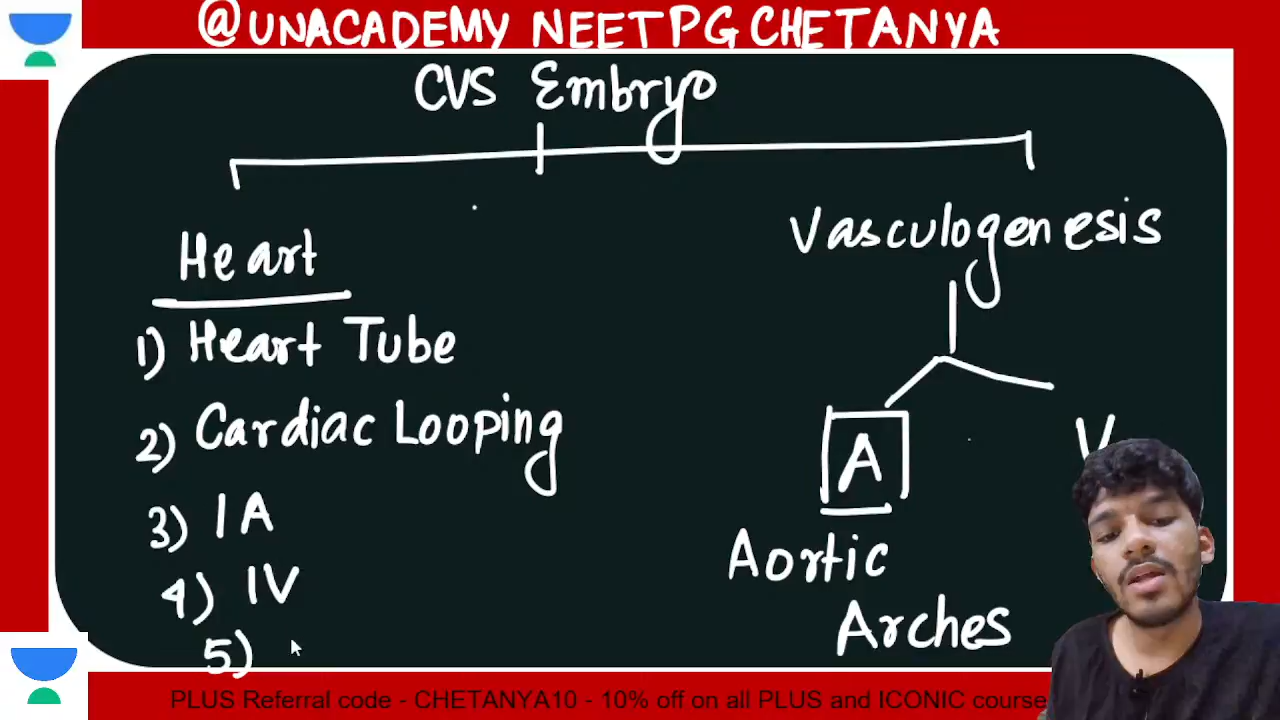 @UNACADEMY NEETPG CHETANYA
CVS Embryo
Heart
1) Heart Tube
2) Cardiac Looping
3) IA
4) IV
5)
Vasculogenesis
A
V
Aortic
Arches
PLUS Referral code - CHETANYA10 - 10% off on all PLUS and ICONIC course